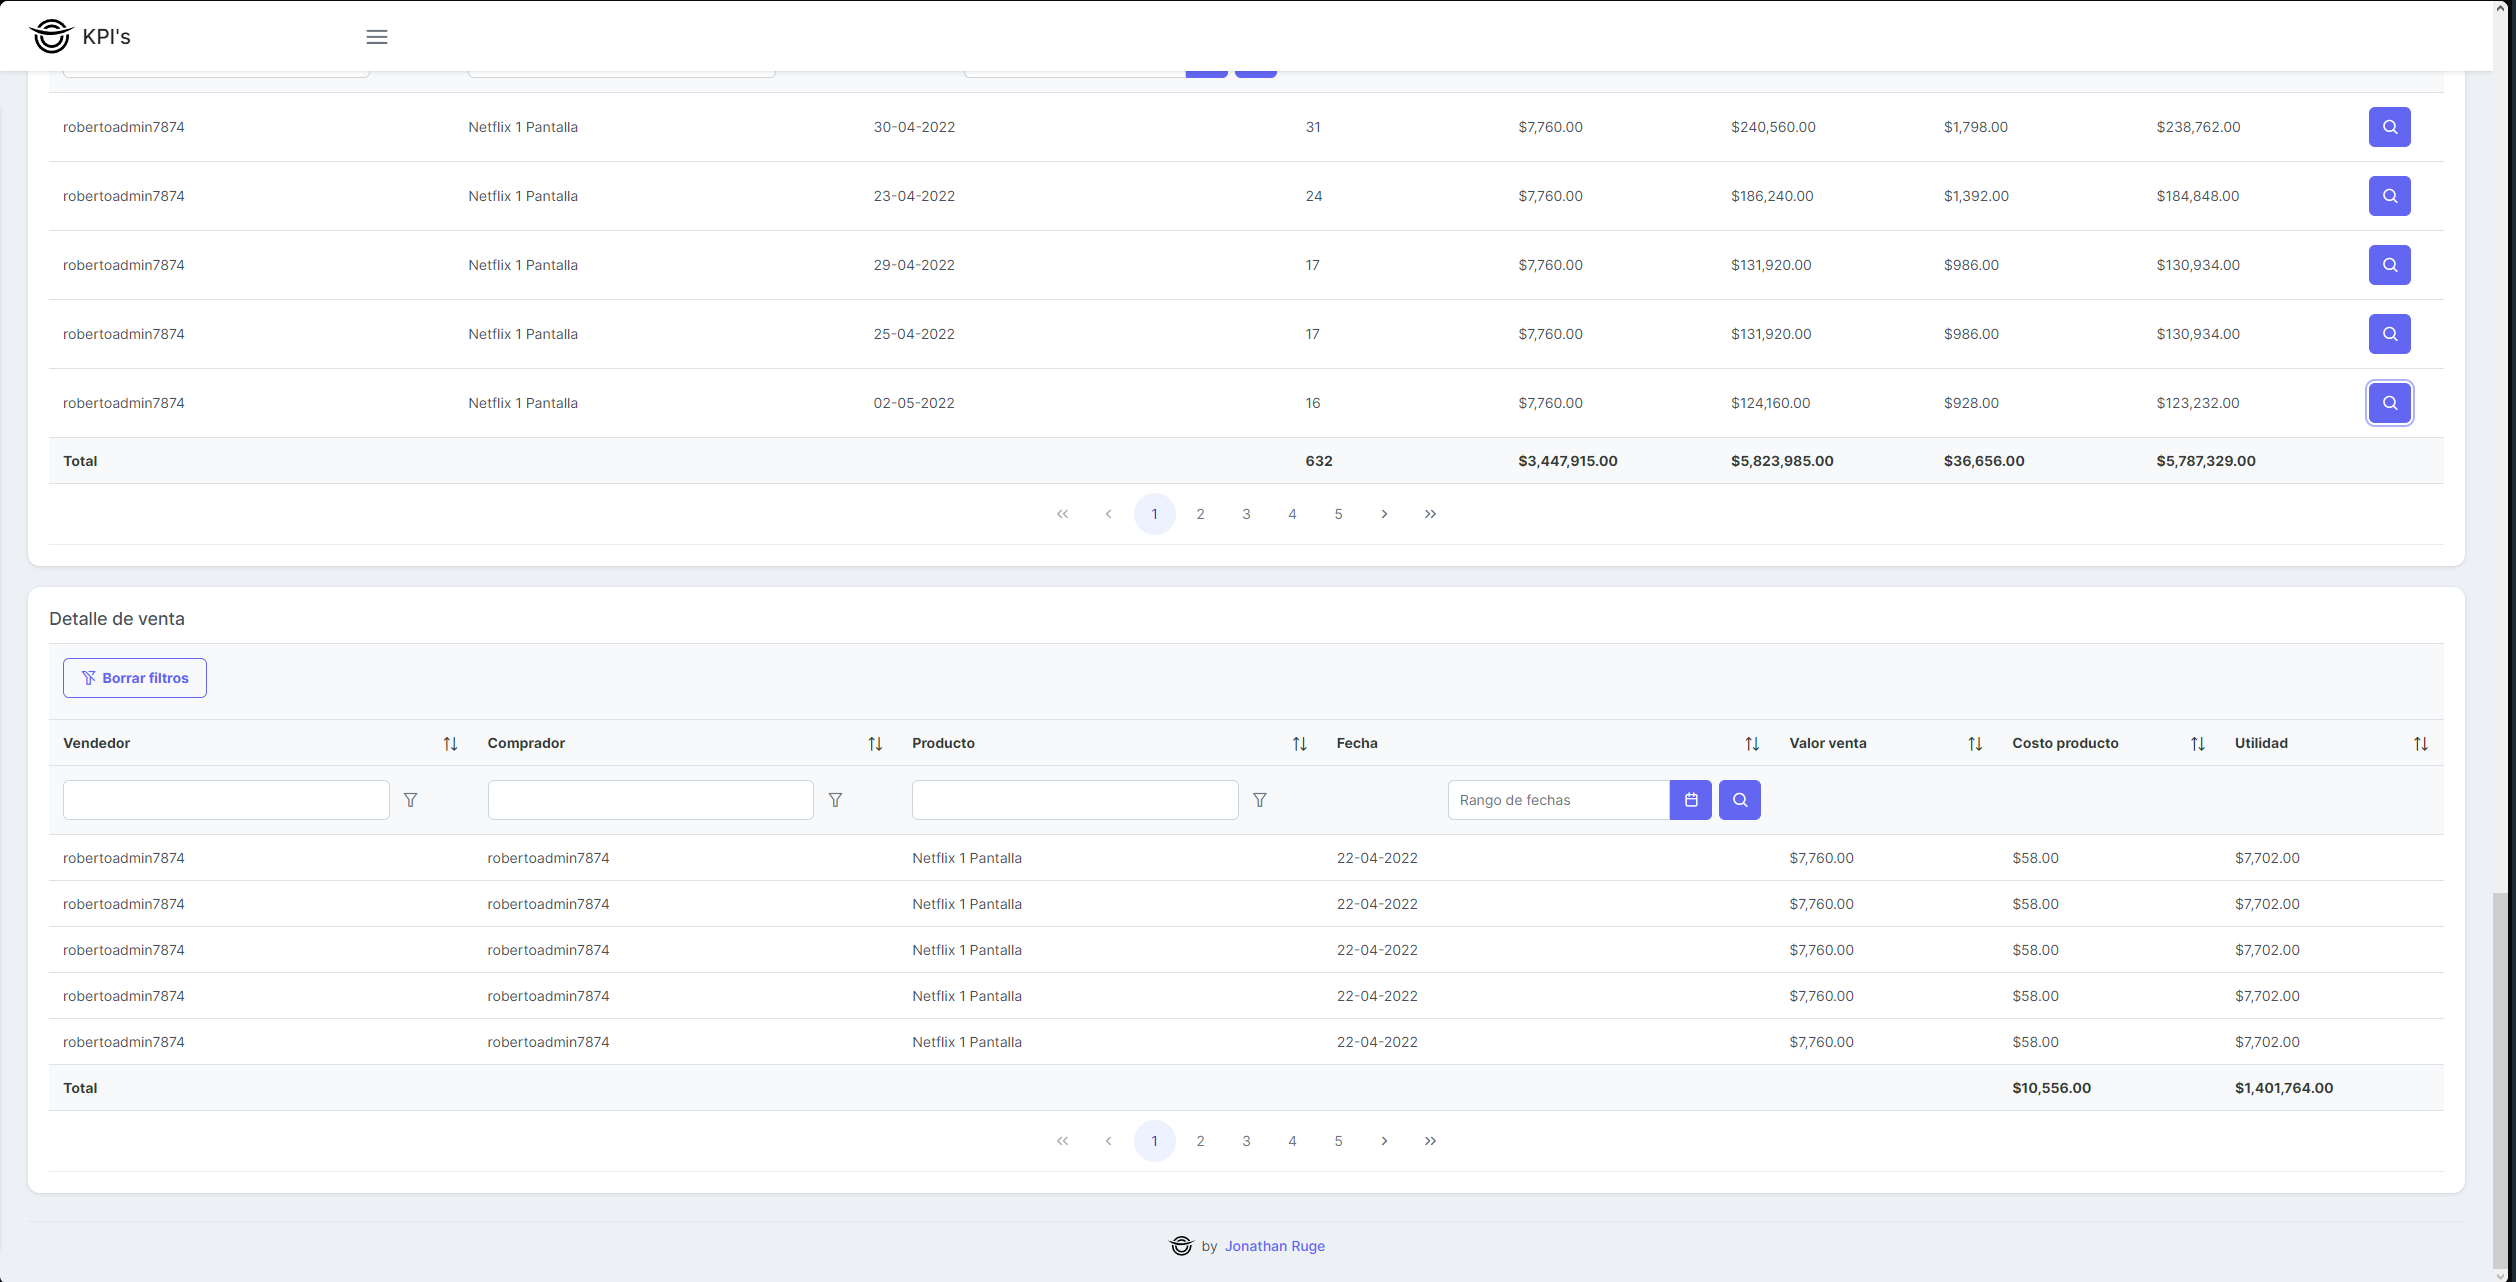 KPI's
robertoadmin7874 Netflix 1 Pantalla 30-04-2022 31 $7,760.00 $240,560.00 $1,798.00 $238,762.00
robertoadmin7874 Netflix 1 Pantalla 23-04-2022 24 $7,760.00 $186,240.00 $1,392.00 $184,848.00
robertoadmin7874 Netflix 1 Pantalla 29-04-2022 17 $7,760.00 $131,920.00 $986.00 $130,934.00
robertoadmin7874 Netflix 1 Pantalla 25-04-2022 17 $7,760.00 $131,920.00 $986.00 $130,934.00
robertoadmin7874 Netflix 1 Pantalla 02-05-2022 16 $7,760.00 $124,160.00 $928.00 $123,232.00
Total 632 $3,447,915.00 $5,823,985.00 $36,656.00 $5,787,329.00
« ‹ 1 2 3 4 5 › »
Detalle de venta
Borrar filtros
Vendedor Comprador Producto Fecha Valor venta Costo producto Utilidad
Rango de fechas
robertoadmin7874 robertoadmin7874 Netflix 1 Pantalla 22-04-2022 $7,760.00 $58.00 $7,702.00
robertoadmin7874 robertoadmin7874 Netflix 1 Pantalla 22-04-2022 $7,760.00 $58.00 $7,702.00
robertoadmin7874 robertoadmin7874 Netflix 1 Pantalla 22-04-2022 $7,760.00 $58.00 $7,702.00
robertoadmin7874 robertoadmin7874 Netflix 1 Pantalla 22-04-2022 $7,760.00 $58.00 $7,702.00
robertoadmin7874 robertoadmin7874 Netflix 1 Pantalla 22-04-2022 $7,760.00 $58.00 $7,702.00
Total $10,556.00 $1,401,764.00
« ‹ 1 2 3 4 5 › »
by Jonathan Ruge